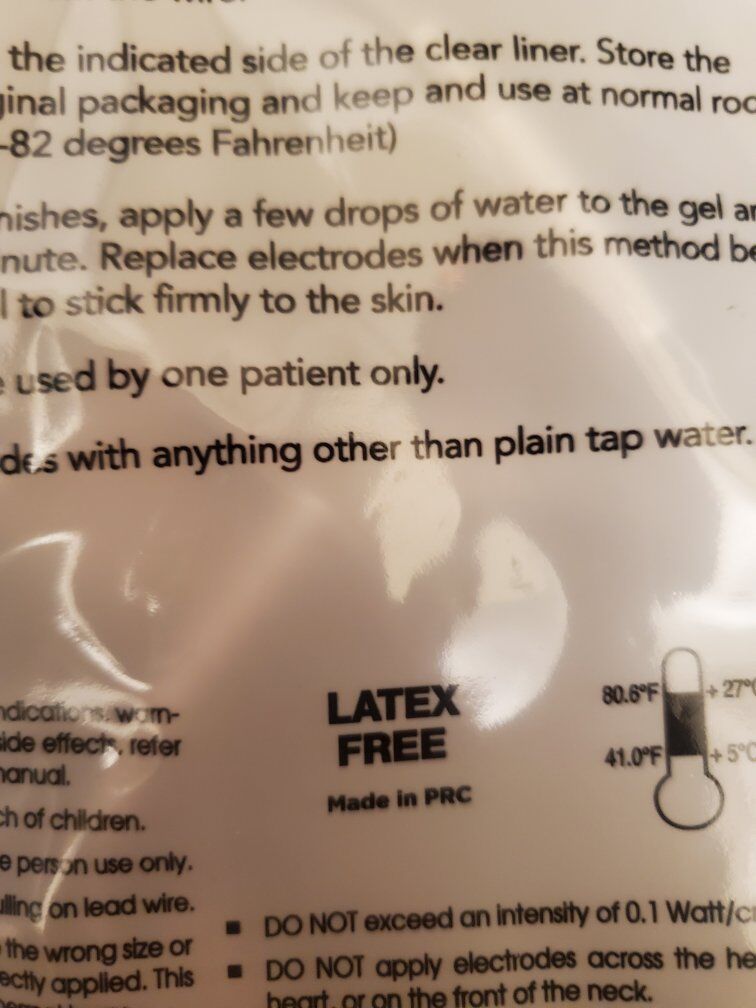 the indicated side of the clear liner. Store the
ginal packaging and keep and use at normal roo
-82 degrees Fahrenheit)
nishes, apply a few drops of water to the gel an
nute. Replace electrodes when this method be
l to stick firmly to the skin.
e used by one patient only.
des with anything other than plain tap water.
LATEX
FREE
Made in PRC
80.6°F + 27°C
41.0°F + 5°C
ndications, warn-
side effects, refer
manual.
ch of children.
e person use only.
ulling on lead wire.
the wrong size or
ectly applied. This
■ DO NOT exceed an intensity of 0.1 Watt/c
■ DO NOT apply electrodes across the he
heart, or on the front of the neck.